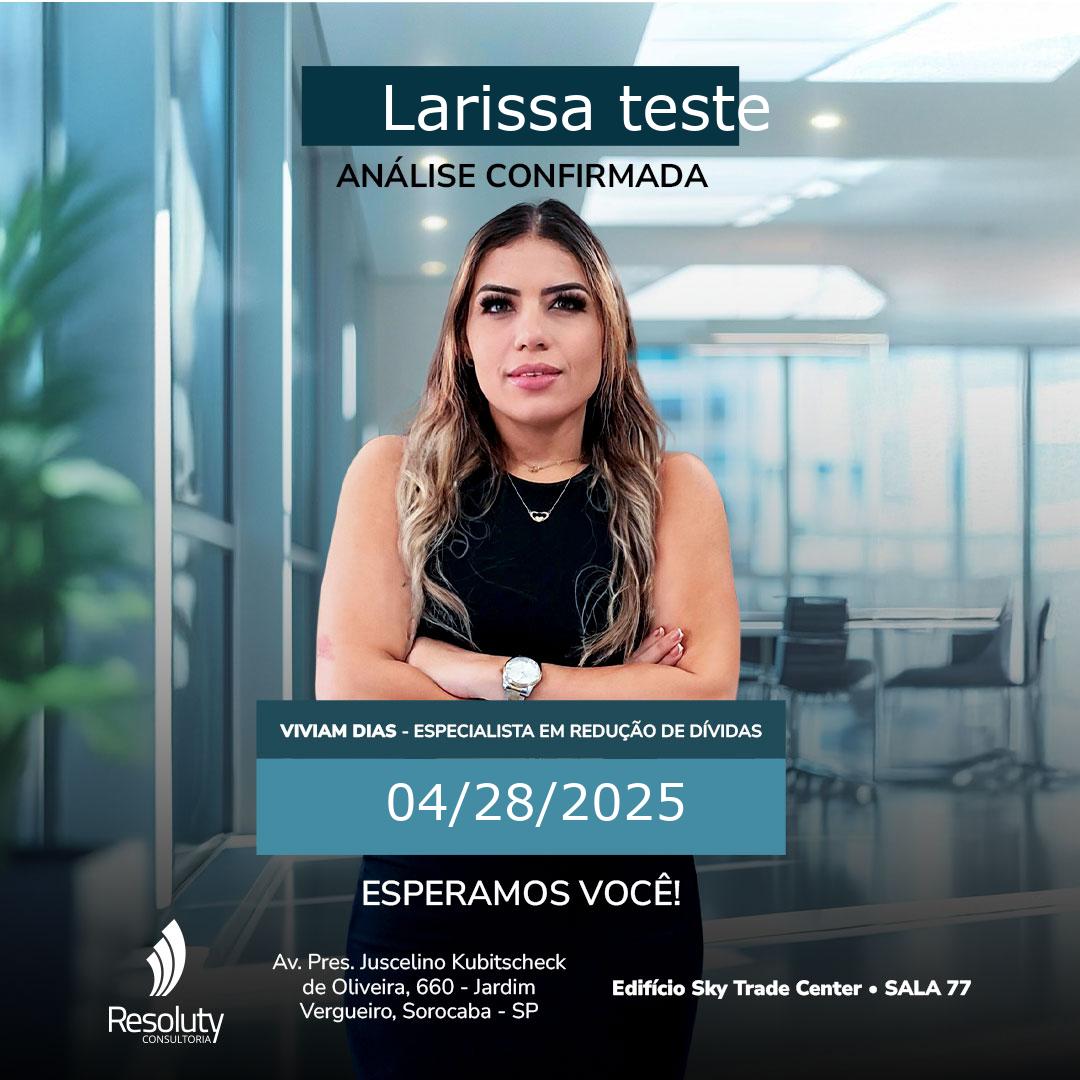 Larissa teste
ANÁLISE CONFIRMADA
VIVIAM DIAS - ESPECIALISTA EM REDUÇÃO DE DÍVIDAS
04/28/2025
ESPERAMOS VOCÊ!
Av. Pres. Juscelino Kubitscheck
de Oliveira, 660 - Jardim
Vergueiro, Sorocaba - SP
Edifício Sky Trade Center • SALA 77
Resoluty
CONSULTORIA